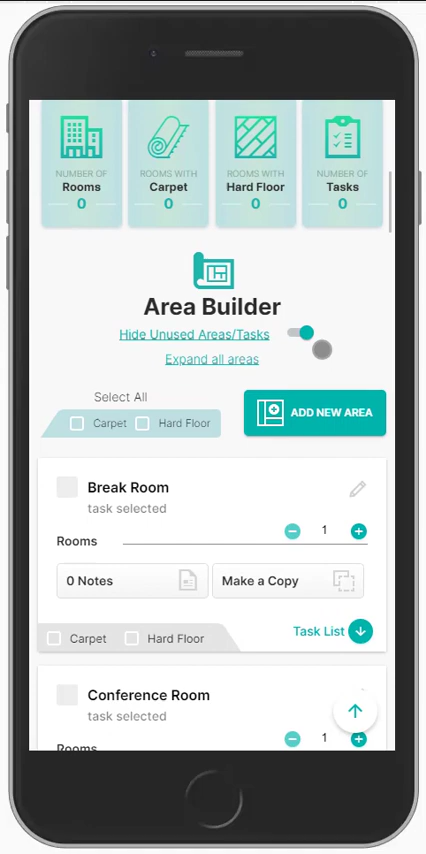 NUMBER OF
Rooms
0
ROOMS WITH
Carpet
0
ROOMS WITH
Hard Floor
0
NUMBER OF
Tasks
0
Area Builder
Hide Unused Areas/Tasks
Expand all areas
Select All
Carpet
Hard Floor
ADD NEW AREA
Break Room
task selected
Rooms
1
0 Notes
Make a Copy
Carpet
Hard Floor
Task List
Conference Room
task selected
Rooms
1